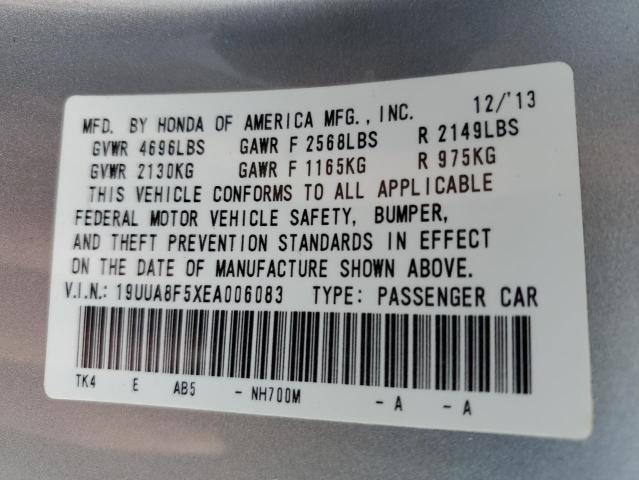 MFD. BY HONDA OF AMERICA MFG., INC. 12/'13
GVWR 4696LBS GAWR F 2568LBS R 2149LBS
GVWR 2130KG GAWR F 1165KG R 975KG
THIS VEHICLE CONFORMS TO ALL APPLICABLE
FEDERAL MOTOR VEHICLE SAFETY, BUMPER,
AND THEFT PREVENTION STANDARDS IN EFFECT
ON THE DATE OF MANUFACTURE SHOWN ABOVE.
V.I.N.: 19UUA8F5XEA006083 TYPE: PASSENGER CAR
TK4 E AB5 - NH700M - A - A